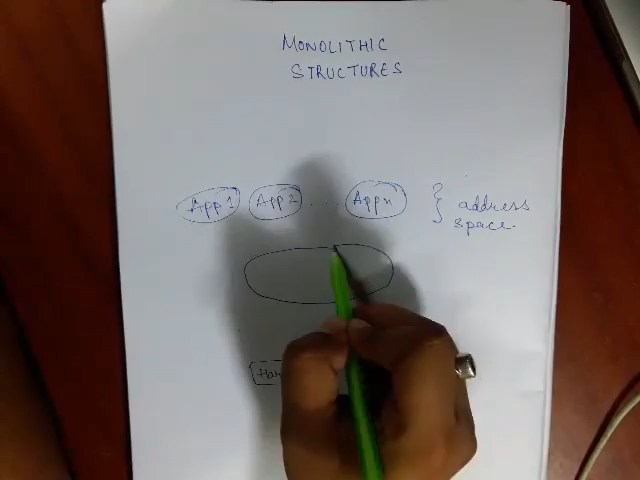 MONOLITHIC
STRUCTURES
App 1 App 2 . . . App n } address
space.